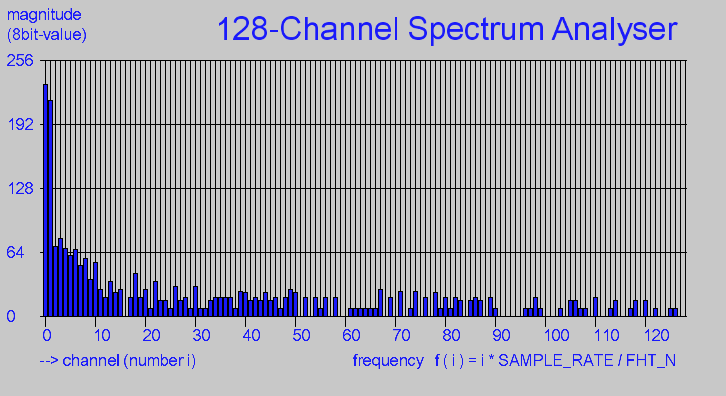 magnitude
(8bit-value)
128-Channel Spectrum Analyser
256
192
128
64
0
0 10 20 30 40 50 60 70 80 90 100 110 120
--> channel (number i)
frequency f ( i ) = i * SAMPLE_RATE / FHT_N